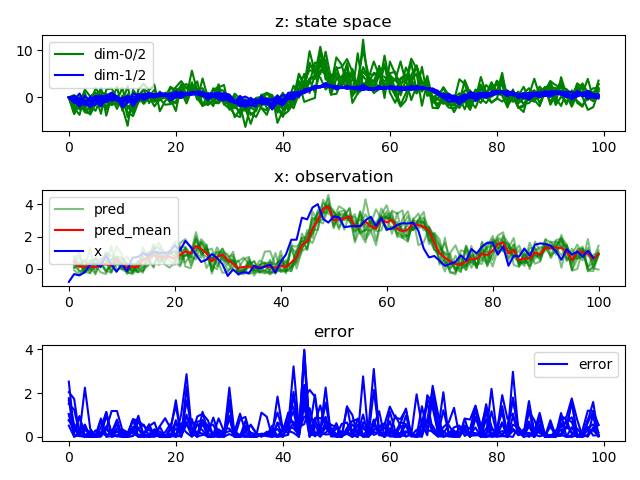 z: state space
10
0
dim-0/2
dim-1/2
0 20 40 60 80 100
x: observation
4
2
0
pred
pred_mean
x
0 20 40 60 80 100
error
4
2
0
error
0 20 40 60 80 100